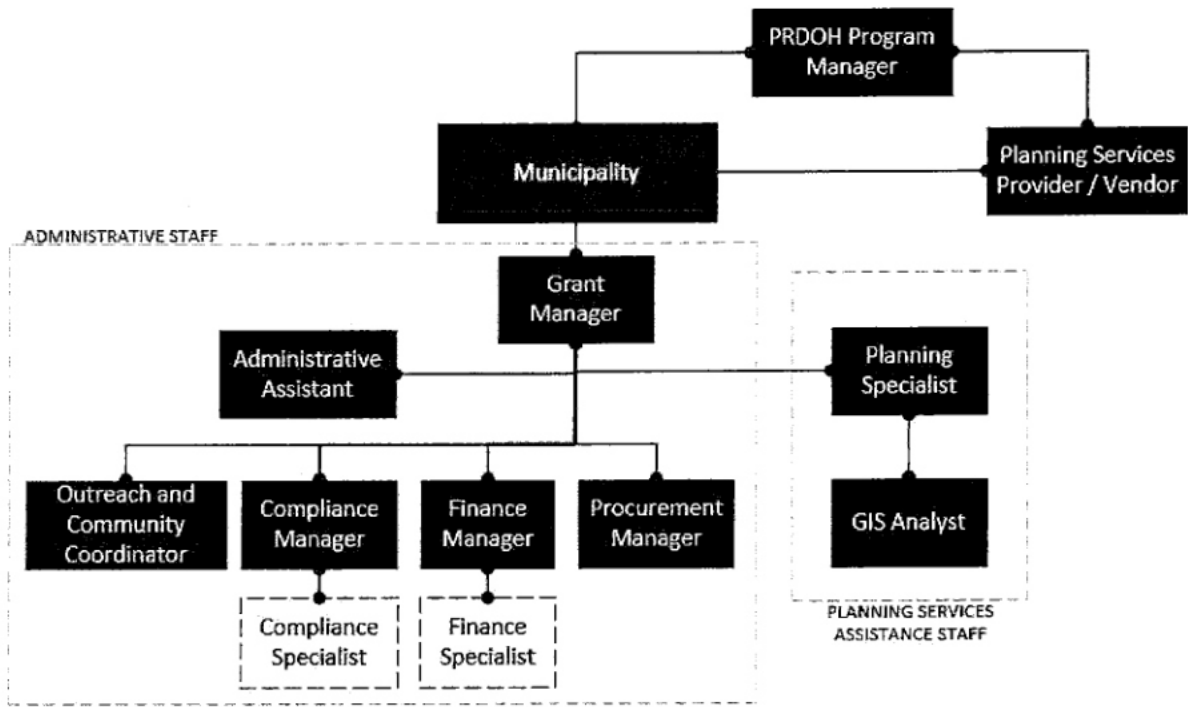 PRDOH Program
Manager
Municipality
Planning Services
Provider / Vendor
ADMINISTRATIVE STAFF
Grant
Manager
Administrative
Assistant
Planning
Specialist
Outreach and
Community
Coordinator
Compliance
Manager
Finance
Manager
Procurement
Manager
GIS Analyst
Compliance
Specialist
Finance
Specialist
PLANNING SERVICES
ASSISTANCE STAFF